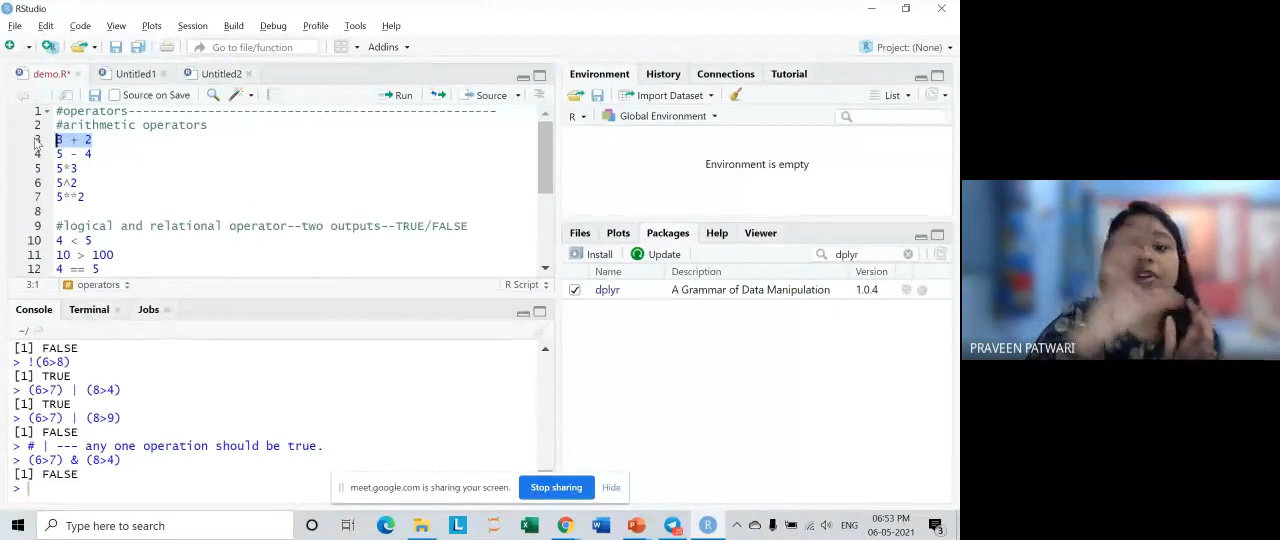 RStudio
File Edit Code View Plots Session Build Debug Profile Tools Help
Go to file/function Addins Project: (None)
demo.R* Untitled1 Untitled2
Source on Save Run Source
1 #operators---------------------------------------------------
2 #arithmetic operators
3 3 + 2
4 5 - 4
5 5*3
6 5^2
7 5**2
8
9 #logical and relational operator--two outputs--TRUE/FALSE
10 4 < 5
11 10 > 100
12 4 == 5
3:1 operators R Script
Console Terminal Jobs
~/
[1] FALSE
> !(6>8)
[1] TRUE
> (6>7) | (8>4)
[1] TRUE
> (6>7) | (8>9)
[1] FALSE
> # | --- any one operation should be true.
> (6>7) & (8>4)
[1] FALSE
>
Environment History Connections Tutorial
Import Dataset List
R Global Environment
Environment is empty
Files Plots Packages Help Viewer
Install Update dplyr
Name Description Version
dplyr A Grammar of Data Manipulation 1.0.4
PRAVEEN PATWARI
meet.google.com is sharing your screen. Stop sharing Hide
Type here to search
ENG
06:53 PM
06-05-2021
3